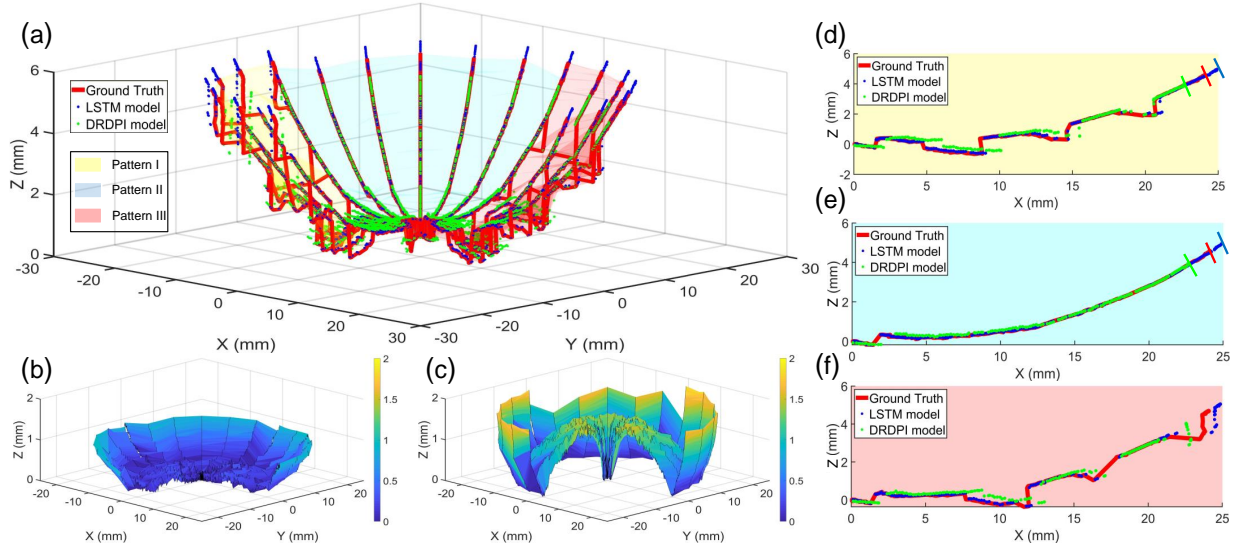 (a)
6
4
2
0
Z (mm)
-30
-20
-10
0
10
20
30
X (mm)
-30
-20
-10
0
10
20
30
Y (mm)
Ground Truth
LSTM model
DRDPI model
Pattern I
Pattern II
Pattern III
(b)
2
1
0
Z (mm)
-20
-10
0
10
20
X (mm)
-20
-10
0
10
20
Y (mm)
2
1.5
1
0.5
0
(c)
2
1
0
Z (mm)
-20
-10
0
10
20
X (mm)
-20
-10
0
10
20
Y (mm)
2
1.5
1
0.5
0
(d)
Ground Truth
LSTM model
DRDPI model
6
4
2
0
-2
Z (mm)
0 5 10 15 20 25
X (mm)
(e)
Ground Truth
LSTM model
DRDPI model
6
4
2
0
Z (mm)
0 5 10 15 20 25
X (mm)
(f)
Ground Truth
LSTM model
DRDPI model
6
4
2
0
Z (mm)
0 5 10 15 20 25
X (mm)